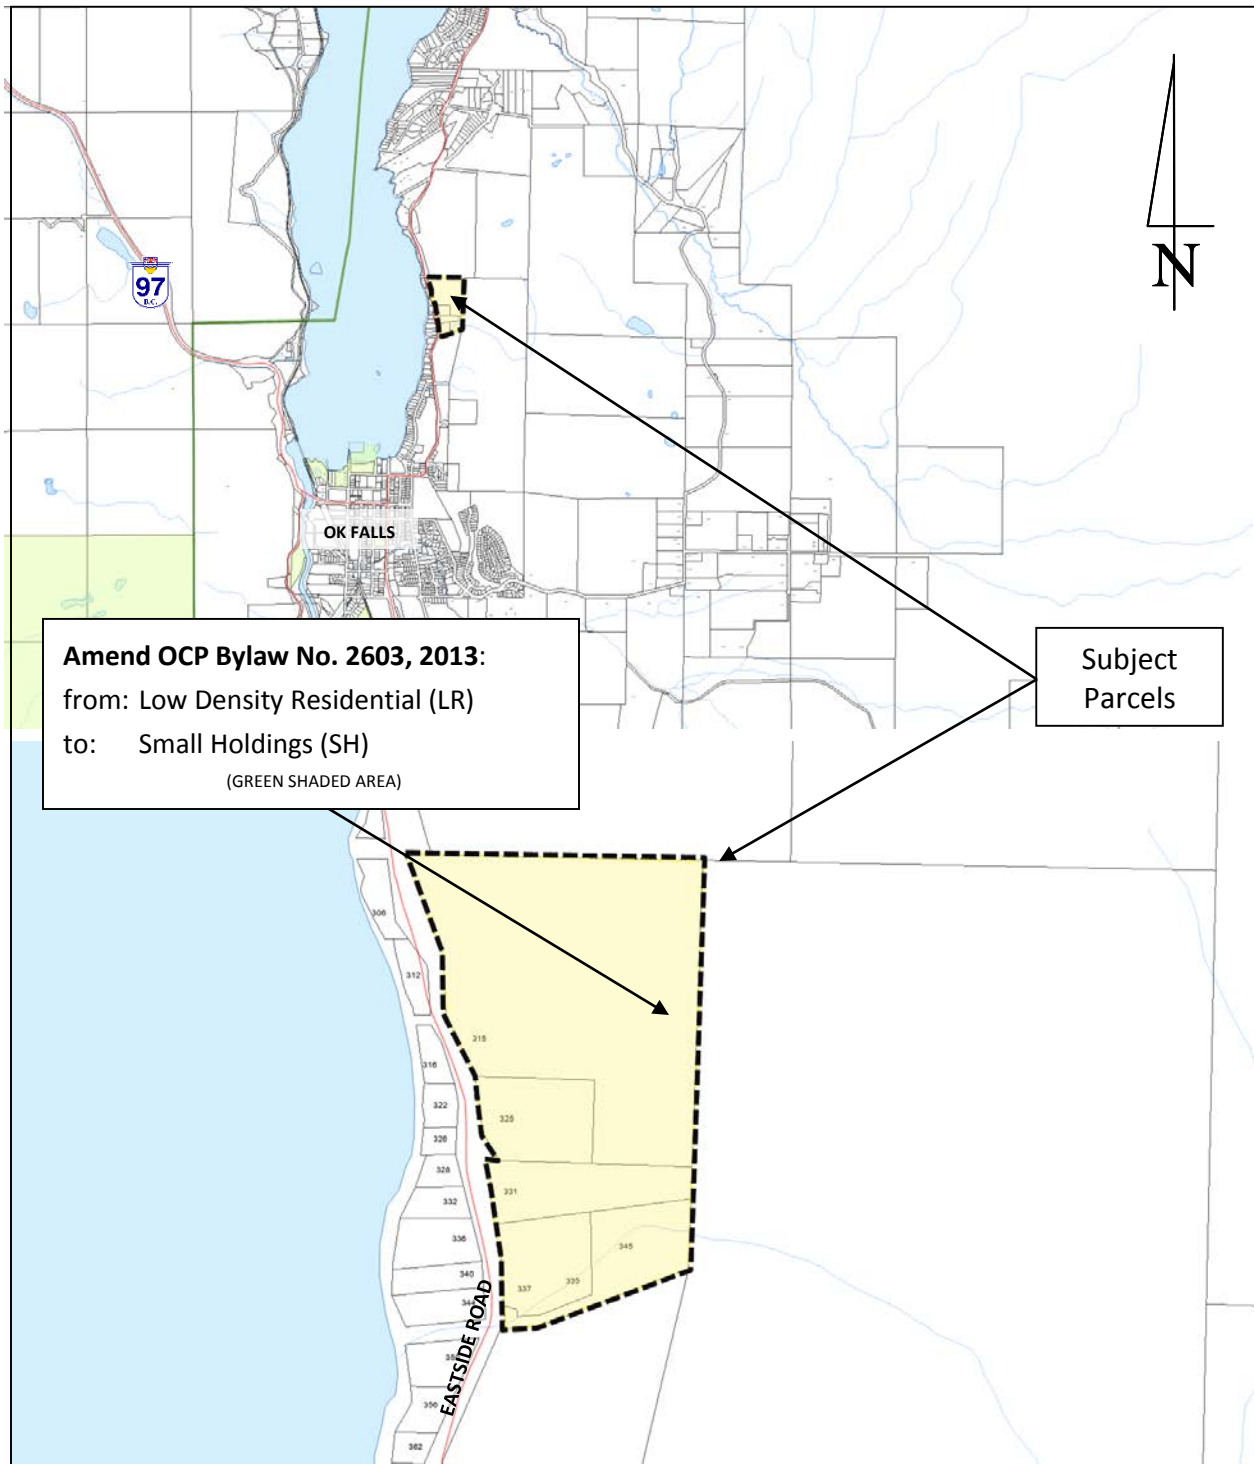 97
B.C.
N
OK FALLS
Amend OCP Bylaw No. 2603, 2013:
from: Low Density Residential (LR)
to: Small Holdings (SH)
(GREEN SHADED AREA)
Subject
Parcels
306
312
315
316
325
322
326
328
331
332
336
345
340
335
337
344
EASTSIDE ROAD
356
362